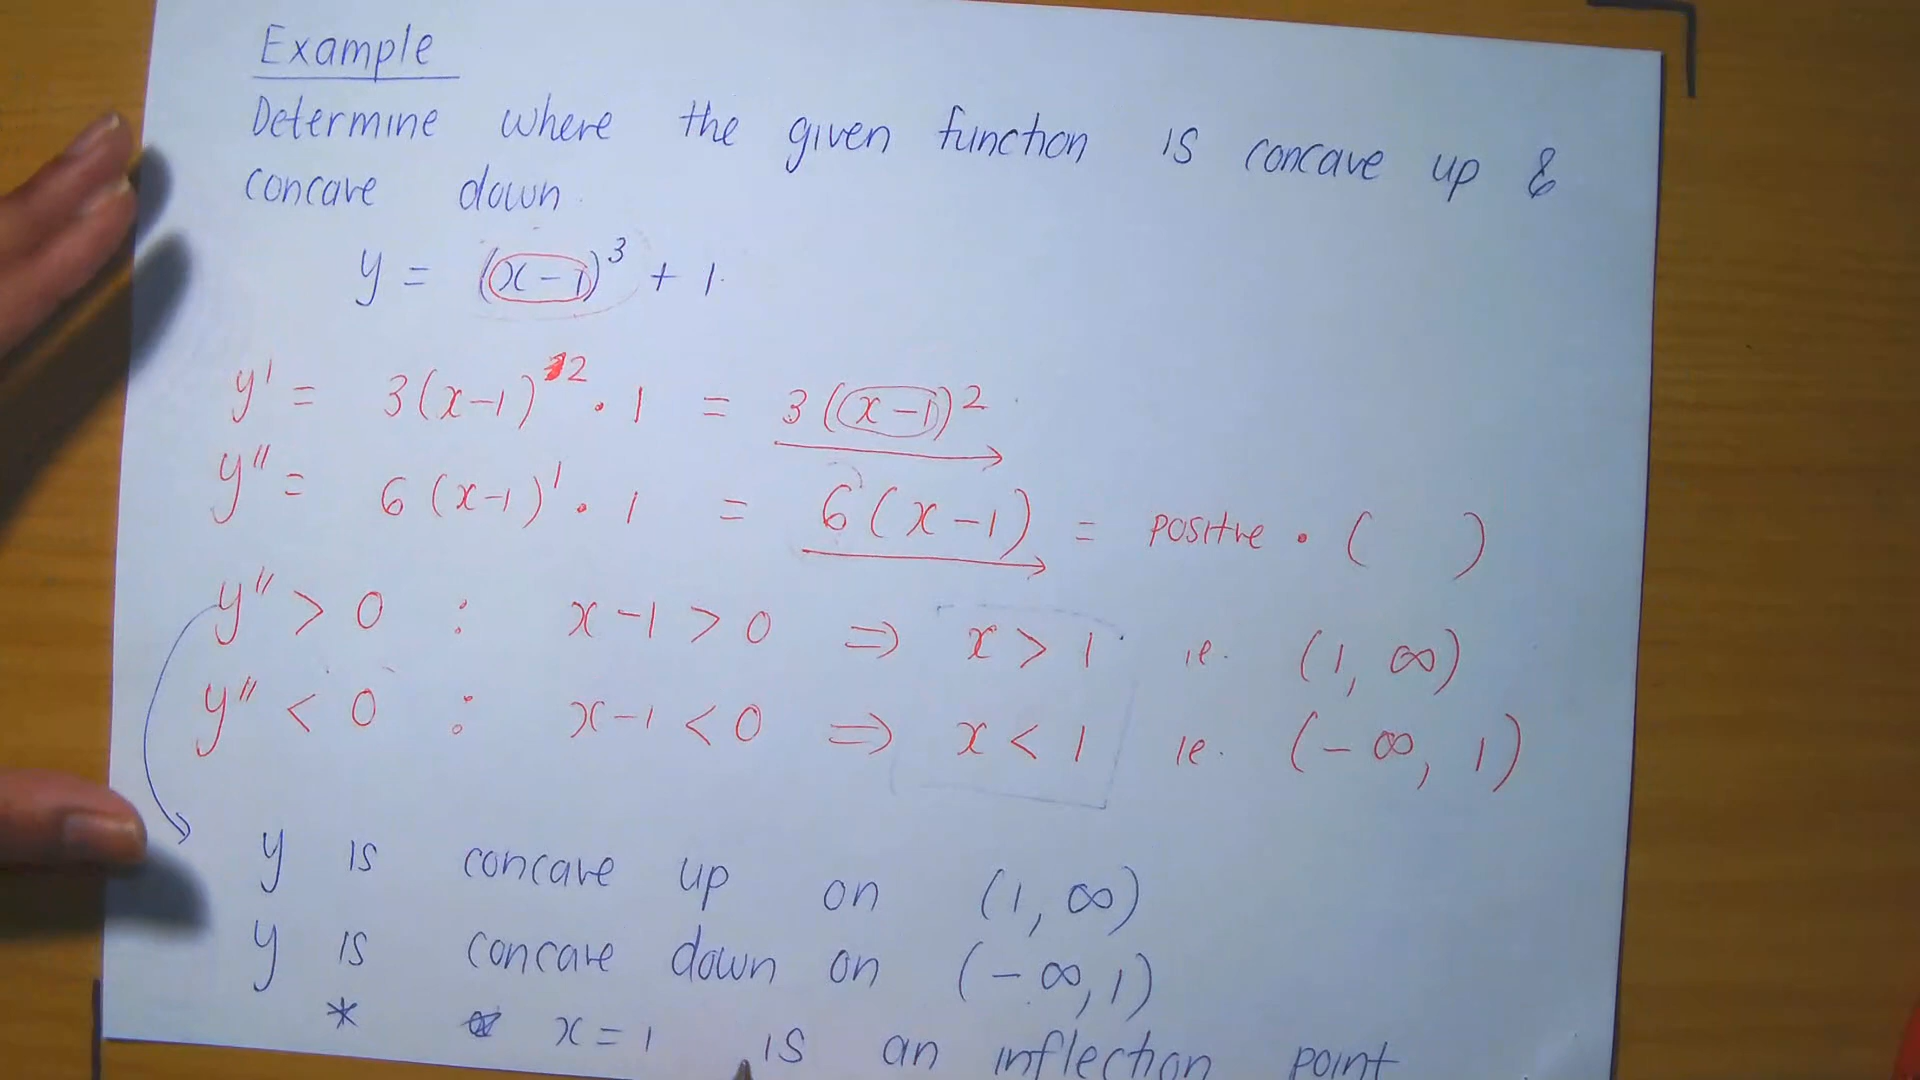 Example
Determine where the given function is concave up &
concave down.
y = (x-1)³ + 1.
y' = 3(x-1)² · 1 = 3(x-1)²
y'' = 6(x-1)¹ · 1 = 6(x-1) = positive · ( )
y'' > 0 : x-1 > 0 ⇒ x > 1 ie. (1, ∞)
y'' < 0 : x-1 < 0 ⇒ x < 1 ie. (-∞, 1)
y is concave up on (1, ∞)
y is concave down on (-∞, 1)
* x = 1 is an inflection point